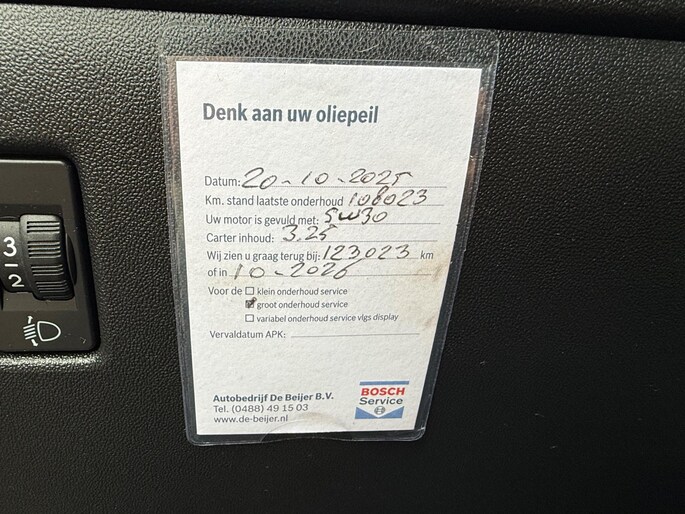 Denk aan uw oliepeil
Datum: 20-10-2025
Km. stand laatste onderhoud 108023
Uw motor is gevuld met: 5W30
Carter inhoud: 3.25
Wij zien u graag terug bij: 123023 km
of in 10-2026
Voor de klein onderhoud service
groot onderhoud service
variabel onderhoud service vlgs display
Vervaldatum APK:
Autobedrijf De Beijer B.V.
Tel. (0488) 49 15 03
www.de-beijer.nl
BOSCH
Service
3
2